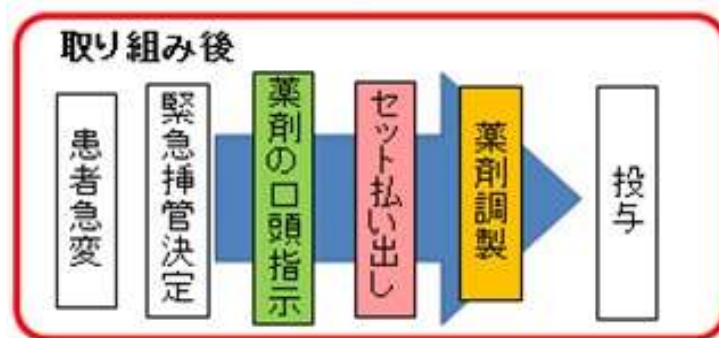 取り組み後
患者急変
緊急挿管決定
薬剤の口頭指示
セット払い出し
薬剤調製
投与